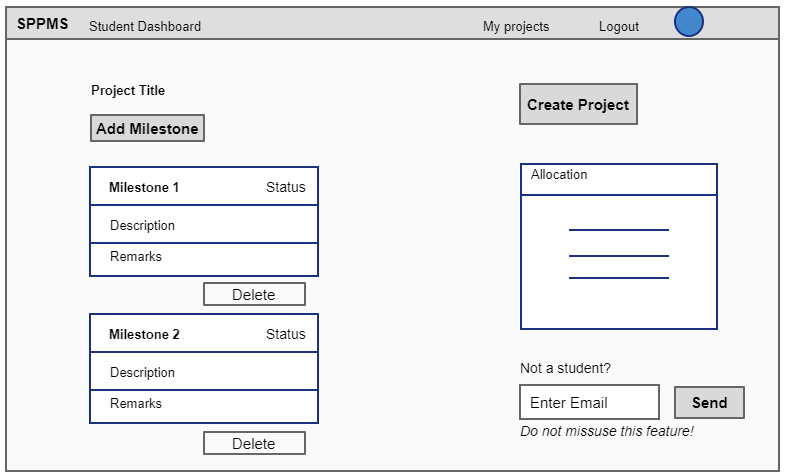 SPPMS Student Dashboard My projects Logout
Project Title
Add Milestone
Milestone 1 Status
Description
Remarks
Delete
Milestone 2 Status
Description
Remarks
Delete
Create Project
Allocation
Not a student?
Enter Email Send
Do not missuse this feature!